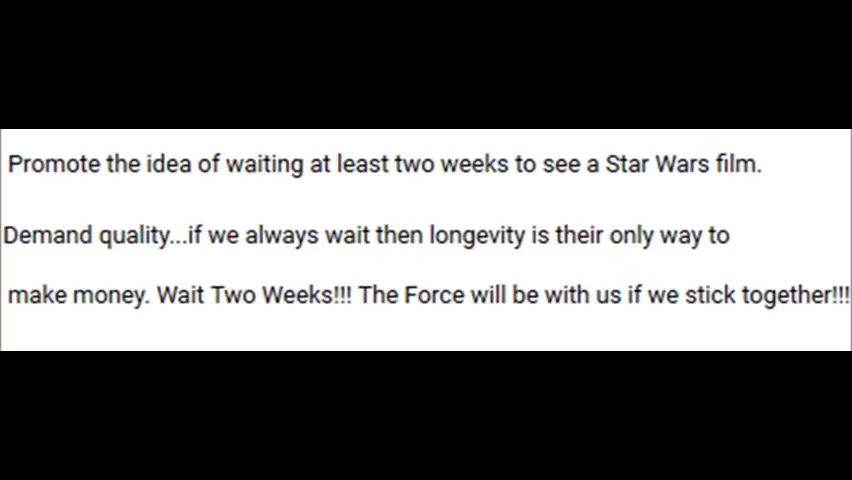 Promote the idea of waiting at least two weeks to see a Star Wars film.
Demand quality...if we always wait then longevity is their only way to
make money. Wait Two Weeks!!! The Force will be with us if we stick together!!!